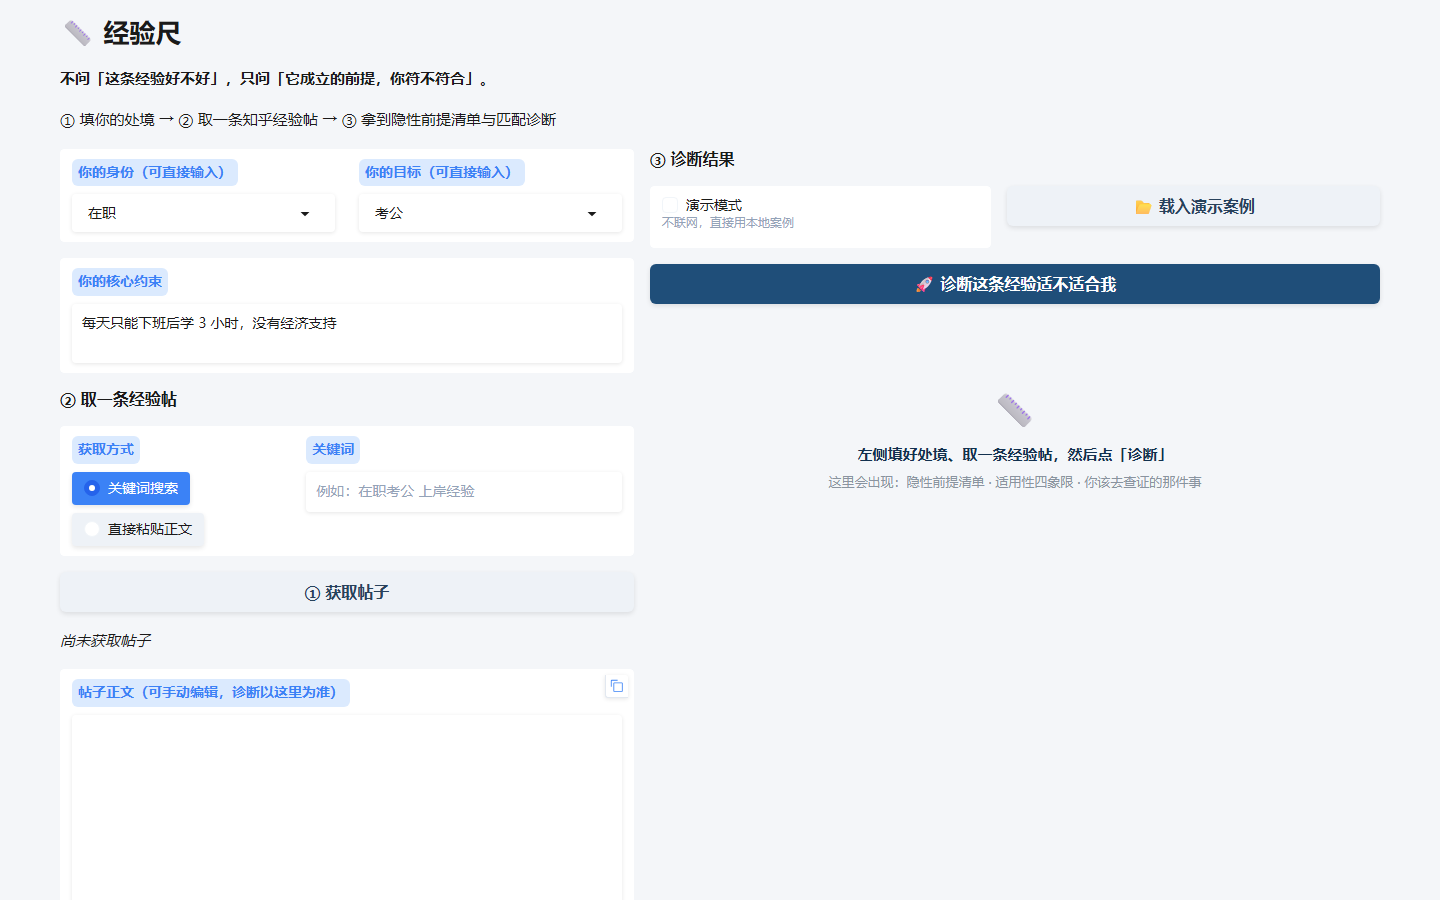 经验尺
不问「这条经验好不好」，只问「它成立的前提，你符不符合」。
① 填你的处境 → ② 取一条知乎经验帖 → ③ 拿到隐性前提清单与匹配诊断
你的身份（可直接输入）
在职
你的目标（可直接输入）
考公
你的核心约束
每天只能下班后学 3 小时，没有经济支持
② 取一条经验帖
获取方式
关键词搜索
直接粘贴正文
关键词
例如：在职考公 上岸经验
① 获取帖子
尚未获取帖子
帖子正文（可手动编辑，诊断以这里为准）
③ 诊断结果
演示模式
不联网，直接用本地案例
载入演示案例
诊断这条经验适不适合我
左侧填好处境、取一条经验帖，然后点「诊断」
这里会出现：隐性前提清单 · 适用性四象限 · 你该去查证的那件事